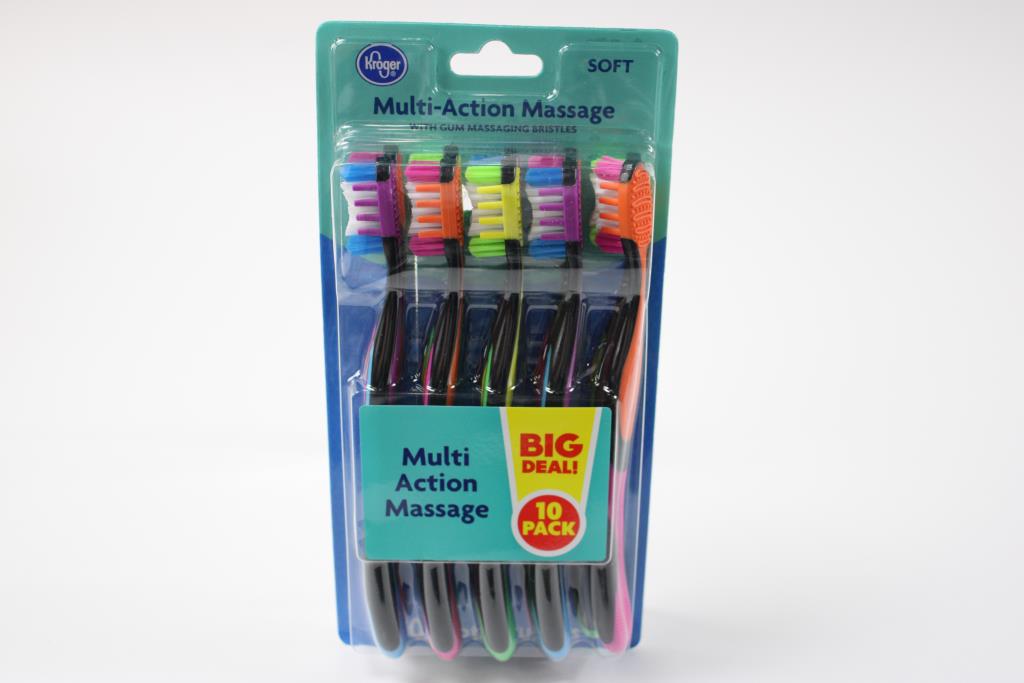 Kroger®
SOFT
Multi-Action Massage
WITH GUM MASSAGING BRISTLES
Multi
Action
Massage
BIG
DEAL!
10
PACK